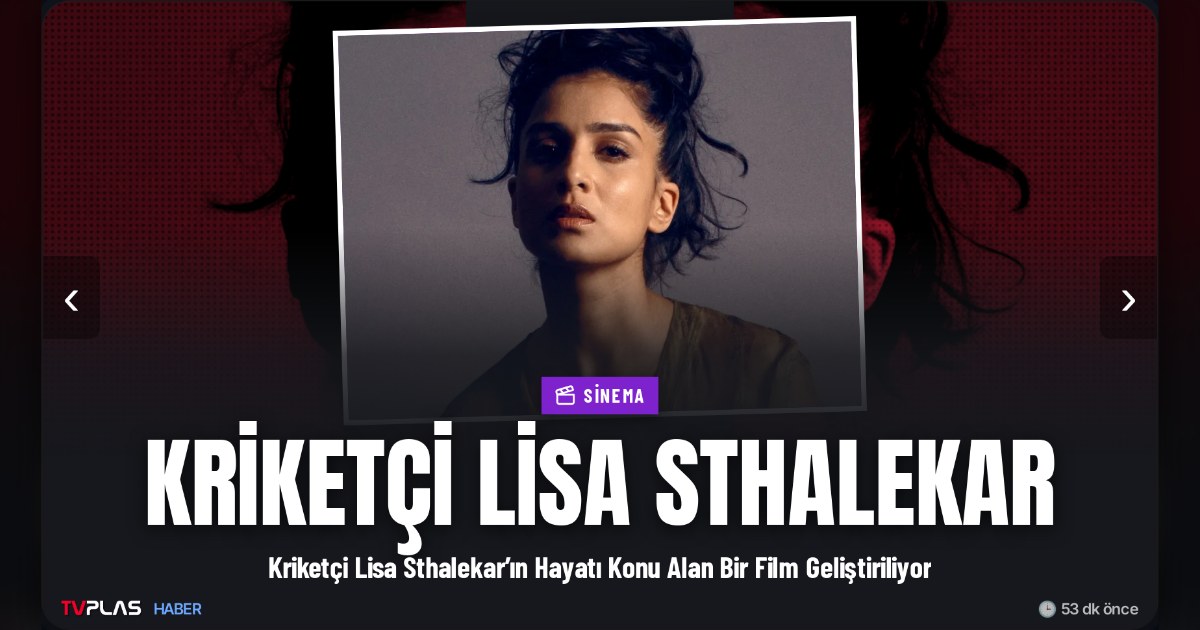 SİNEMA
KRİKETÇİ LİSA STHALEKAR
Kriketçi Lisa Sthalekar’ın Hayatı Konu Alan Bir Film Geliştiriliyor
TVPLAS HABER
53 dk önce